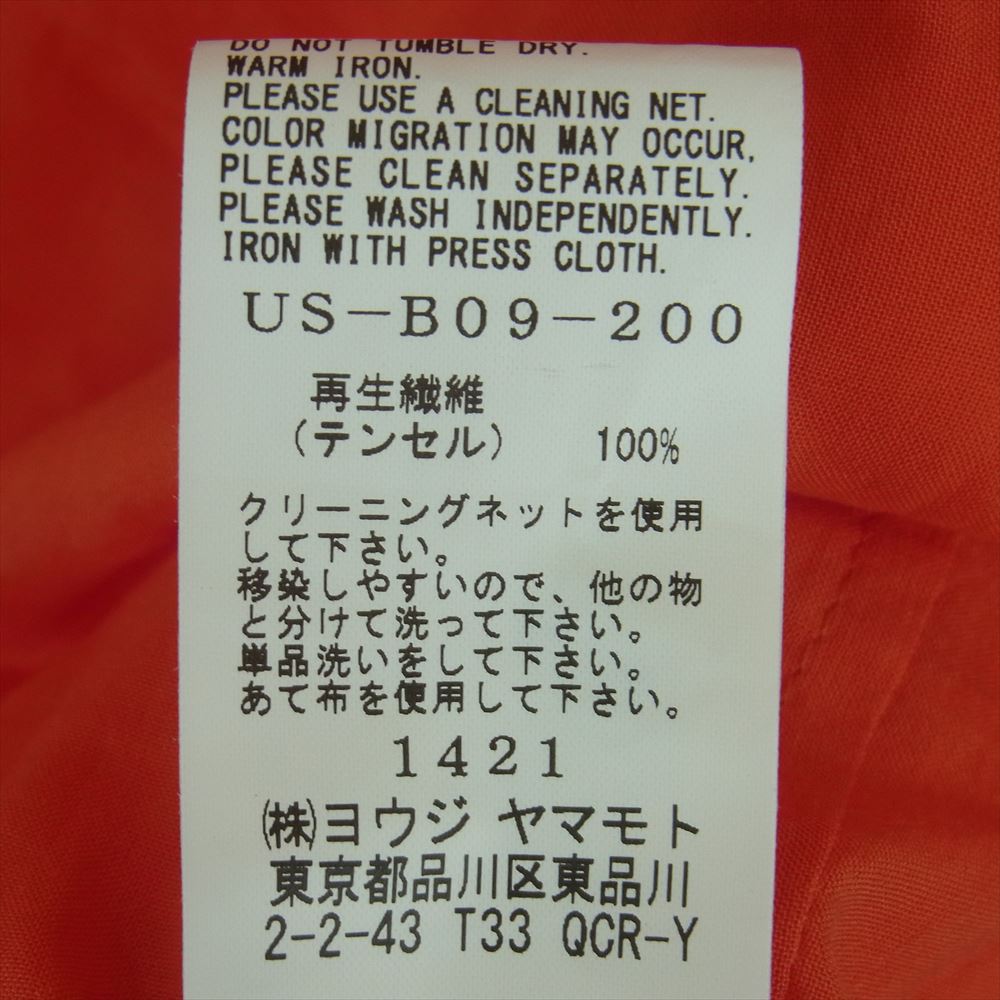 DO NOT TUMBLE DRY.
WARM IRON.
PLEASE USE A CLEANING NET.
COLOR MIGRATION MAY OCCUR,
PLEASE CLEAN SEPARATELY.
PLEASE WASH INDEPENDENTLY.
IRON WITH PRESS CLOTH.
US-B09-200
再生繊維
(テンセル) 100%
クリーニングネットを使用
して下さい。
移染しやすいので、他の物
と分けて洗って下さい。
単品洗いをして下さい。
あて布を使用して下さい。
1421
㈱ヨウジ ヤマモト
東京都品川区東品川
2-2-43 T33 QCR-Y